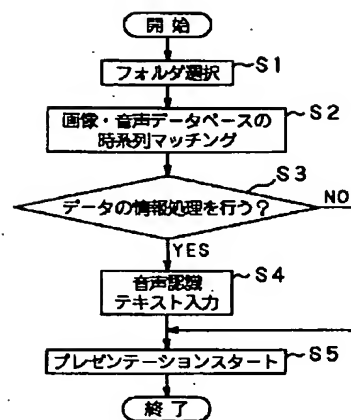 開 始
S1
フォルダ選択
S2
画像・音声データベースの
時系列マッチング
S3
データの情報処理を行う?
NO
YES
S4
音声認識
テキスト入力
S5
プレゼンテーションスタート
終 了